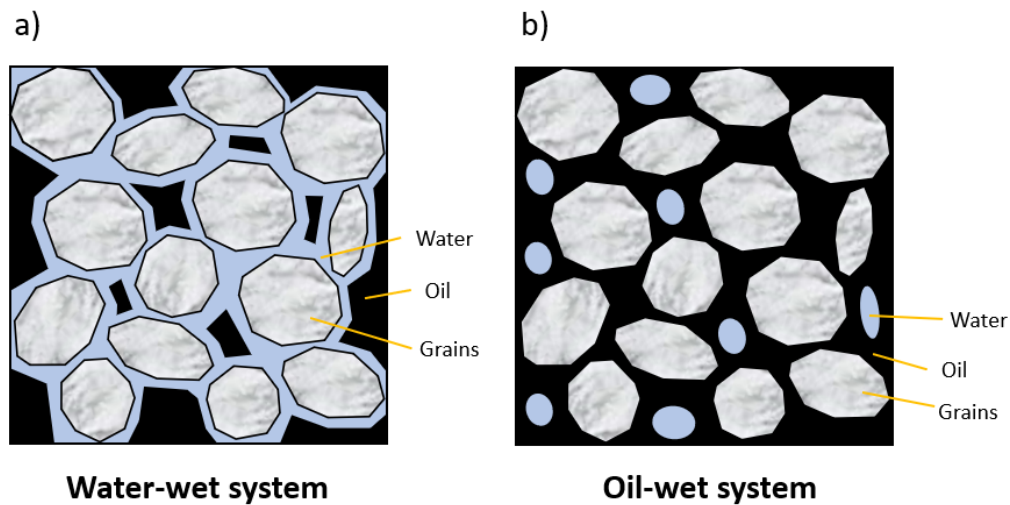 a)
b)
Water
Oil
Grains
Water
Oil
Grains
Water-wet system
Oil-wet system